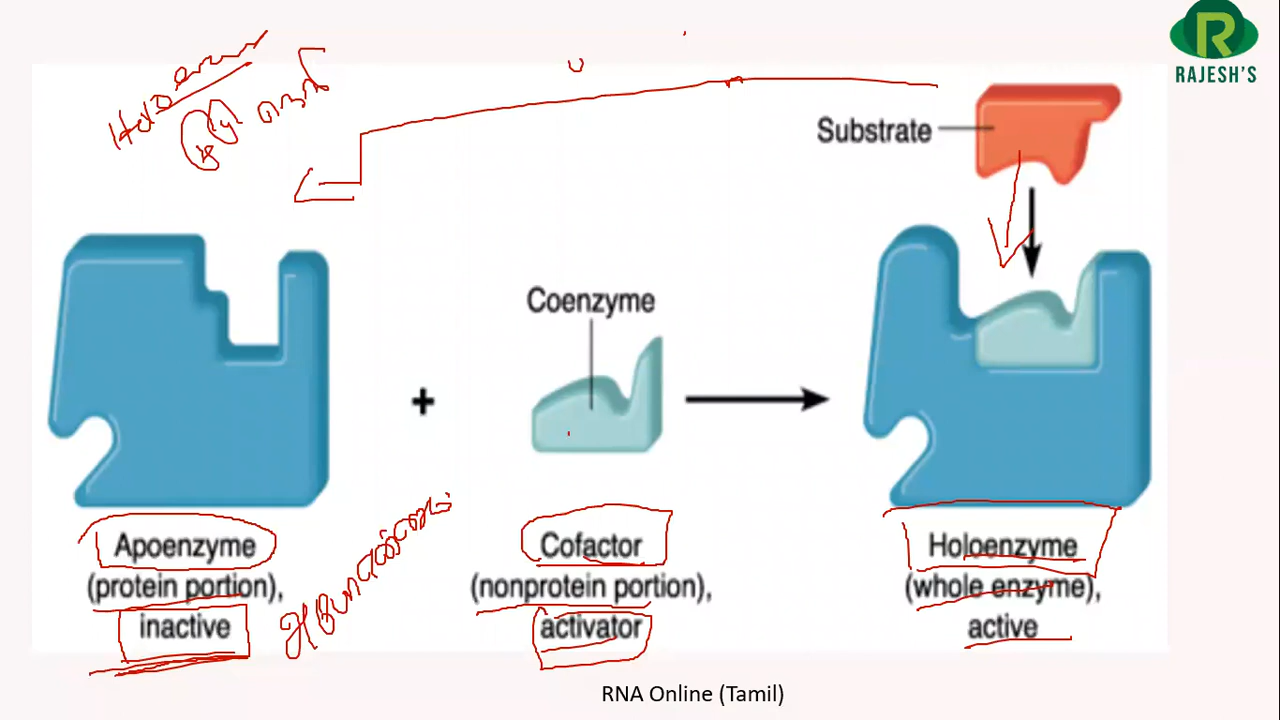 RAJESH'S
Substrate
Coenzyme
+
Apoenzyme
(protein portion),
inactive
Cofactor
(nonprotein portion),
activator
Holoenzyme
(whole enzyme),
active
RNA Online (Tamil)